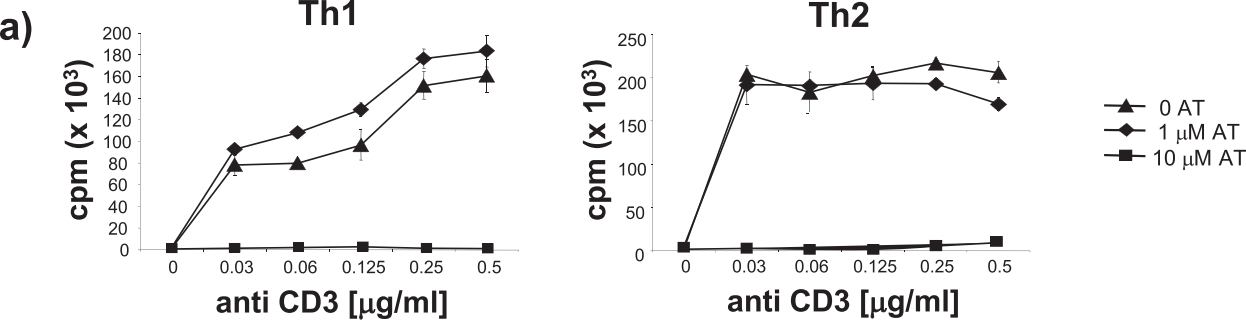 a)
Th1
cpm (x 10³)
200
180
160
140
120
100
80
60
40
20
0
0 0.03 0.06 0.125 0.25 0.5
anti CD3 [μg/ml]
Th2
cpm (x 10³)
250
200
150
100
50
0
0 0.03 0.06 0.125 0.25 0.5
anti CD3 [μg/ml]
0 AT
1 μM AT
10 μM AT